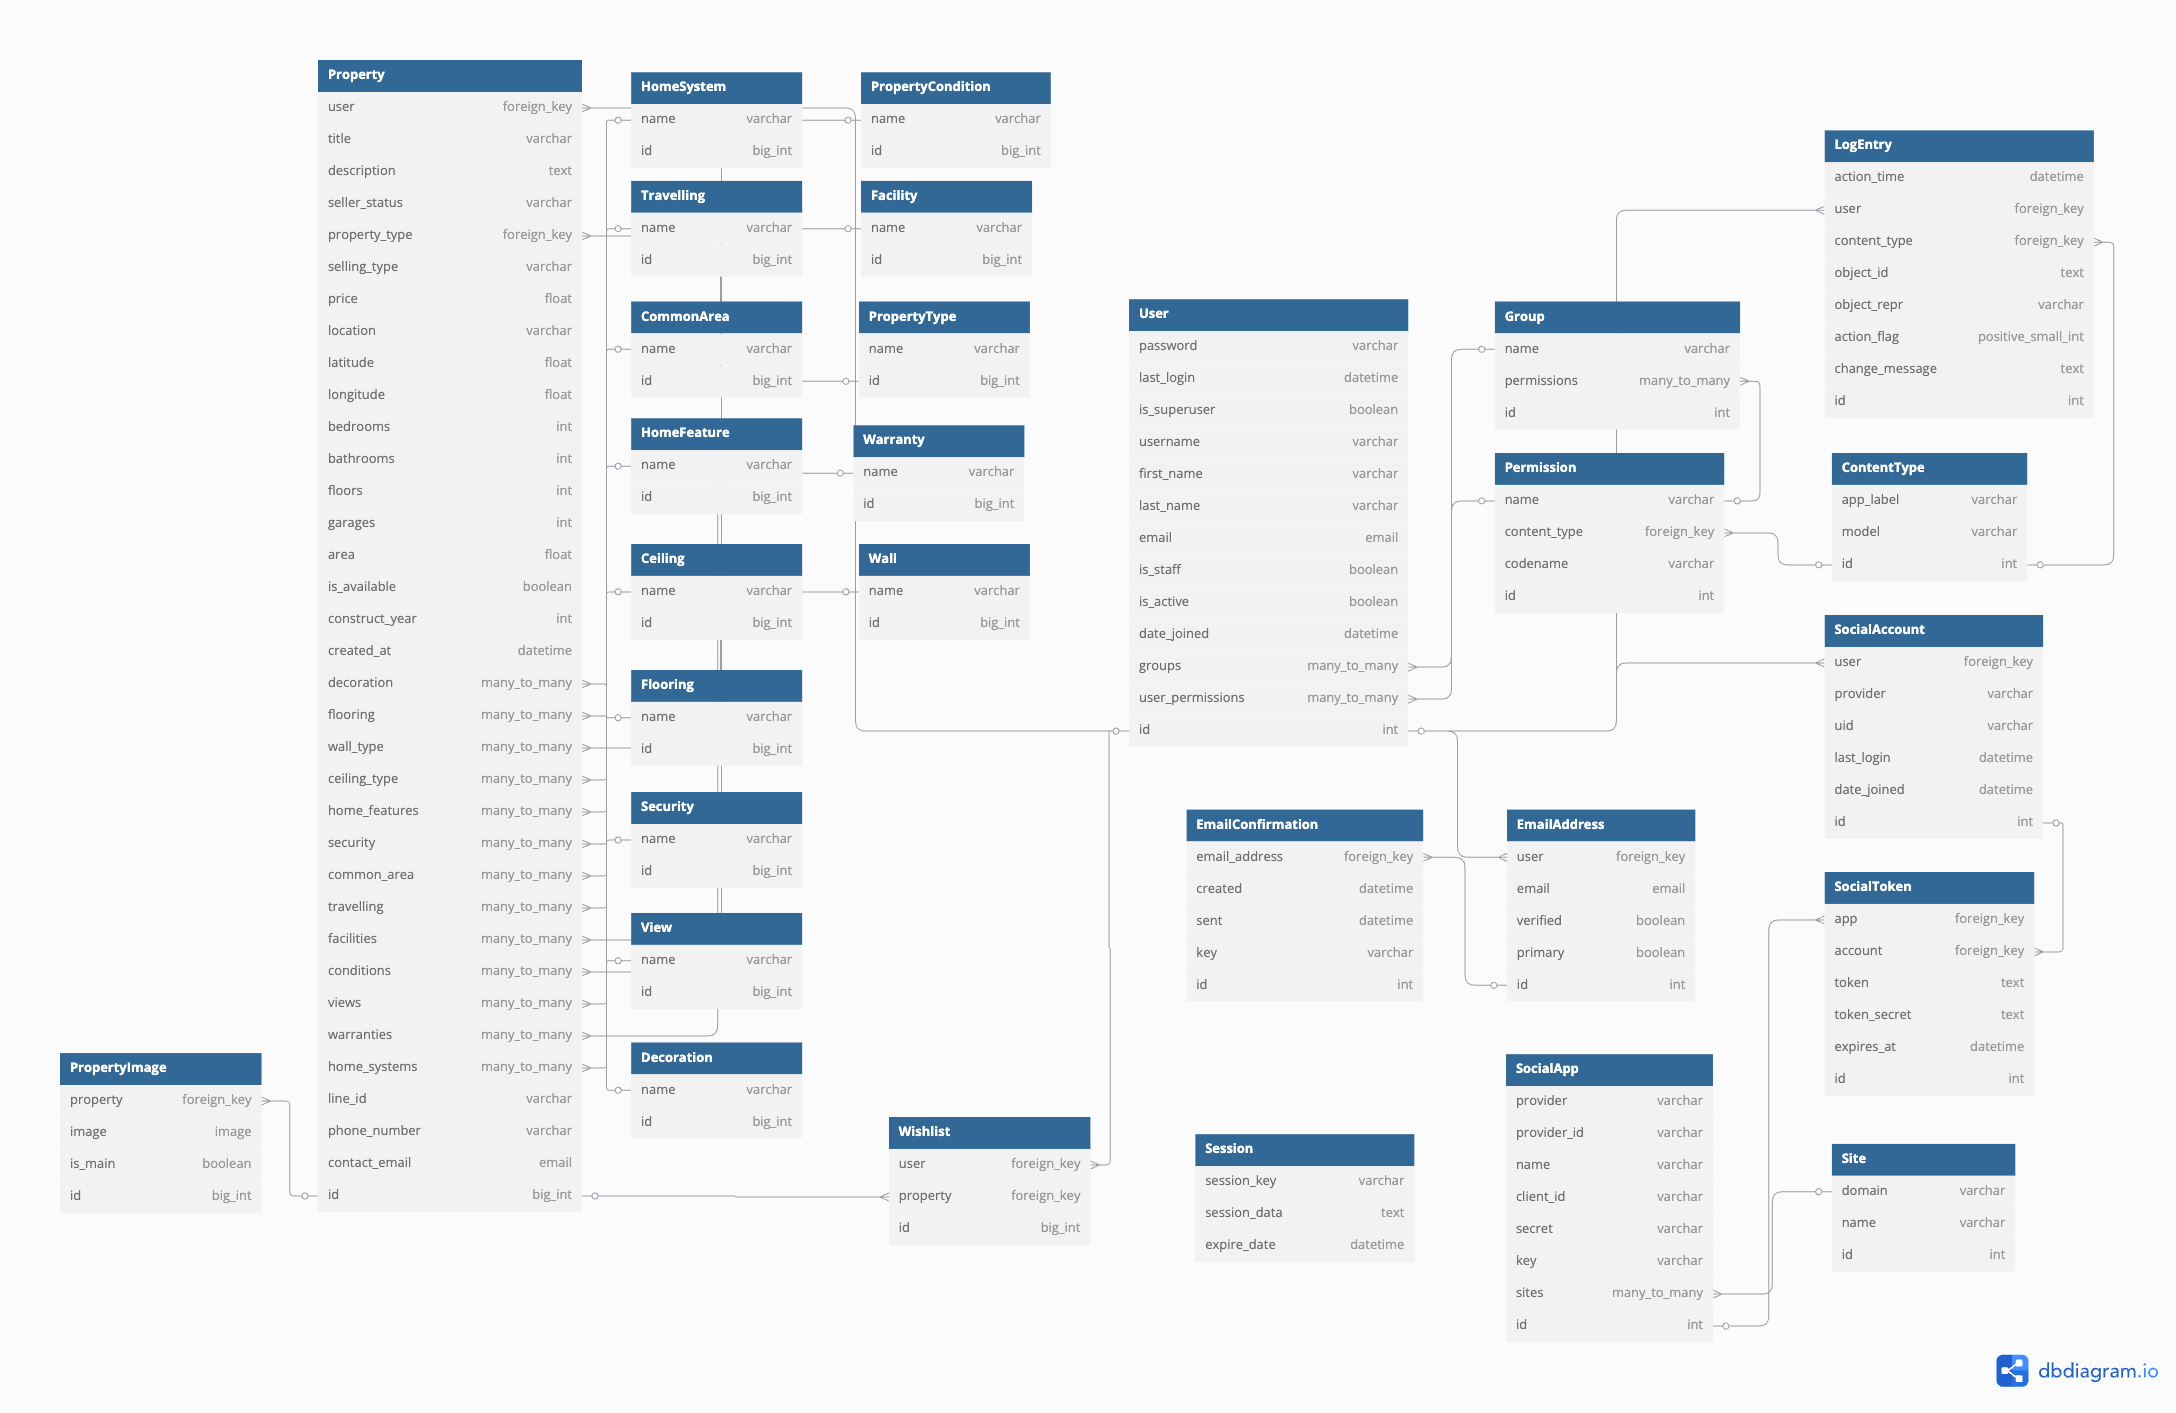 Property
user foreign_key
title varchar
description text
seller_status varchar
property_type foreign_key
selling_type varchar
price float
location varchar
latitude float
longitude float
bedrooms int
bathrooms int
floors int
garages int
area float
is_available boolean
construct_year int
created_at datetime
decoration many_to_many
flooring many_to_many
wall_type many_to_many
ceiling_type many_to_many
home_features many_to_many
security many_to_many
common_area many_to_many
travelling many_to_many
facilities many_to_many
conditions many_to_many
views many_to_many
warranties many_to_many
home_systems many_to_many
line_id varchar
phone_number varchar
contact_email email
id big_int
PropertyImage
property foreign_key
image image
is_main boolean
id big_int
HomeSystem
name varchar
id big_int
Travelling
name varchar
id big_int
CommonArea
name varchar
id big_int
HomeFeature
name varchar
id big_int
Ceiling
name varchar
id big_int
Flooring
name varchar
id big_int
Security
name varchar
id big_int
View
name varchar
id big_int
Decoration
name varchar
id big_int
PropertyCondition
name varchar
id big_int
Facility
name varchar
id big_int
PropertyType
name varchar
id big_int
Warranty
name varchar
id big_int
Wall
name varchar
id big_int
Wishlist
user foreign_key
property foreign_key
id big_int
User
password varchar
last_login datetime
is_superuser boolean
username varchar
first_name varchar
last_name varchar
email email
is_staff boolean
is_active boolean
date_joined datetime
groups many_to_many
user_permissions many_to_many
id int
EmailConfirmation
email_address foreign_key
created datetime
sent datetime
key varchar
id int
Session
session_key varchar
session_data text
expire_date datetime
Group
name varchar
permissions many_to_many
id int
Permission
name varchar
content_type foreign_key
codename varchar
id int
EmailAddress
user foreign_key
email email
verified boolean
primary boolean
id int
SocialApp
provider varchar
provider_id varchar
name varchar
client_id varchar
secret varchar
key varchar
sites many_to_many
id int
LogEntry
action_time datetime
user foreign_key
content_type foreign_key
object_id text
object_repr varchar
action_flag positive_small_int
change_message text
id int
ContentType
app_label varchar
model varchar
id int
SocialAccount
user foreign_key
provider varchar
uid varchar
last_login datetime
date_joined datetime
id int
SocialToken
app foreign_key
account foreign_key
token text
token_secret text
expires_at datetime
id int
Site
domain varchar
name varchar
id int
dbdiagram.io